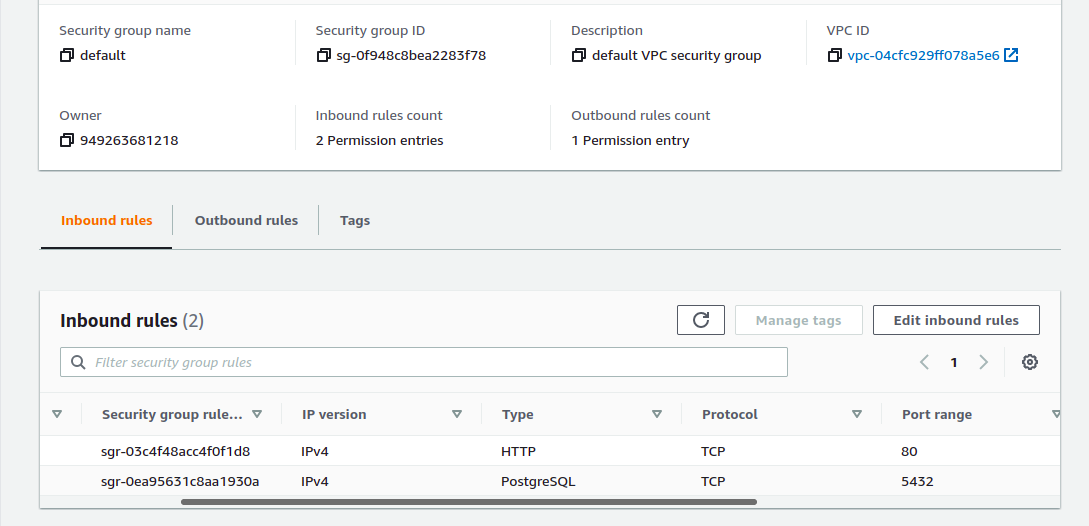 Security group name Security group ID Description VPC ID
default sg-0f948c8bea2283f78 default VPC security group vpc-04cfc929ff078a5e6
Owner Inbound rules count Outbound rules count
949263681218 2 Permission entries 1 Permission entry
Inbound rules Outbound rules Tags
Inbound rules (2) Manage tags Edit inbound rules
Filter security group rules 1
Security group rule... IP version Type Protocol Port range
sgr-03c4f48acc4f0f1d8 IPv4 HTTP TCP 80
sgr-0ea95631c8aa1930a IPv4 PostgreSQL TCP 5432